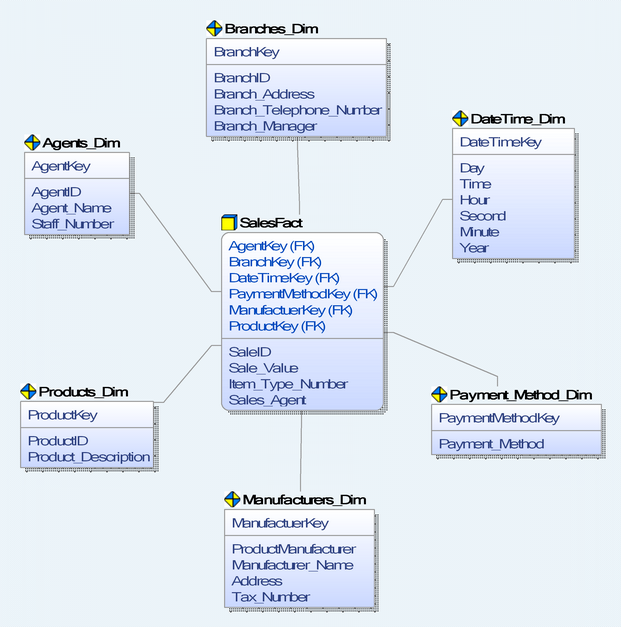 Branches_Dim
BranchKey
BranchID
Branch_Address
Branch_Telephone_Number
Branch_Manager
DateTime_Dim
DateTimeKey
Day
Time
Hour
Second
Minute
Year
Agents_Dim
AgentKey
AgentID
Agent_Name
Staff_Number
SalesFact
AgentKey (FK)
BranchKey (FK)
DateTimeKey (FK)
PaymentMethodKey (FK)
ManufactuerKey (FK)
ProductKey (FK)
SaleID
Sale_Value
Item_Type_Number
Sales_Agent
Products_Dim
ProductKey
ProductID
Product_Description
Payment_Method_Dim
PaymentMethodKey
Payment_Method
Manufacturers_Dim
ManufactuerKey
ProductManufacturer
Manufacturer_Name
Address
Tax_Number